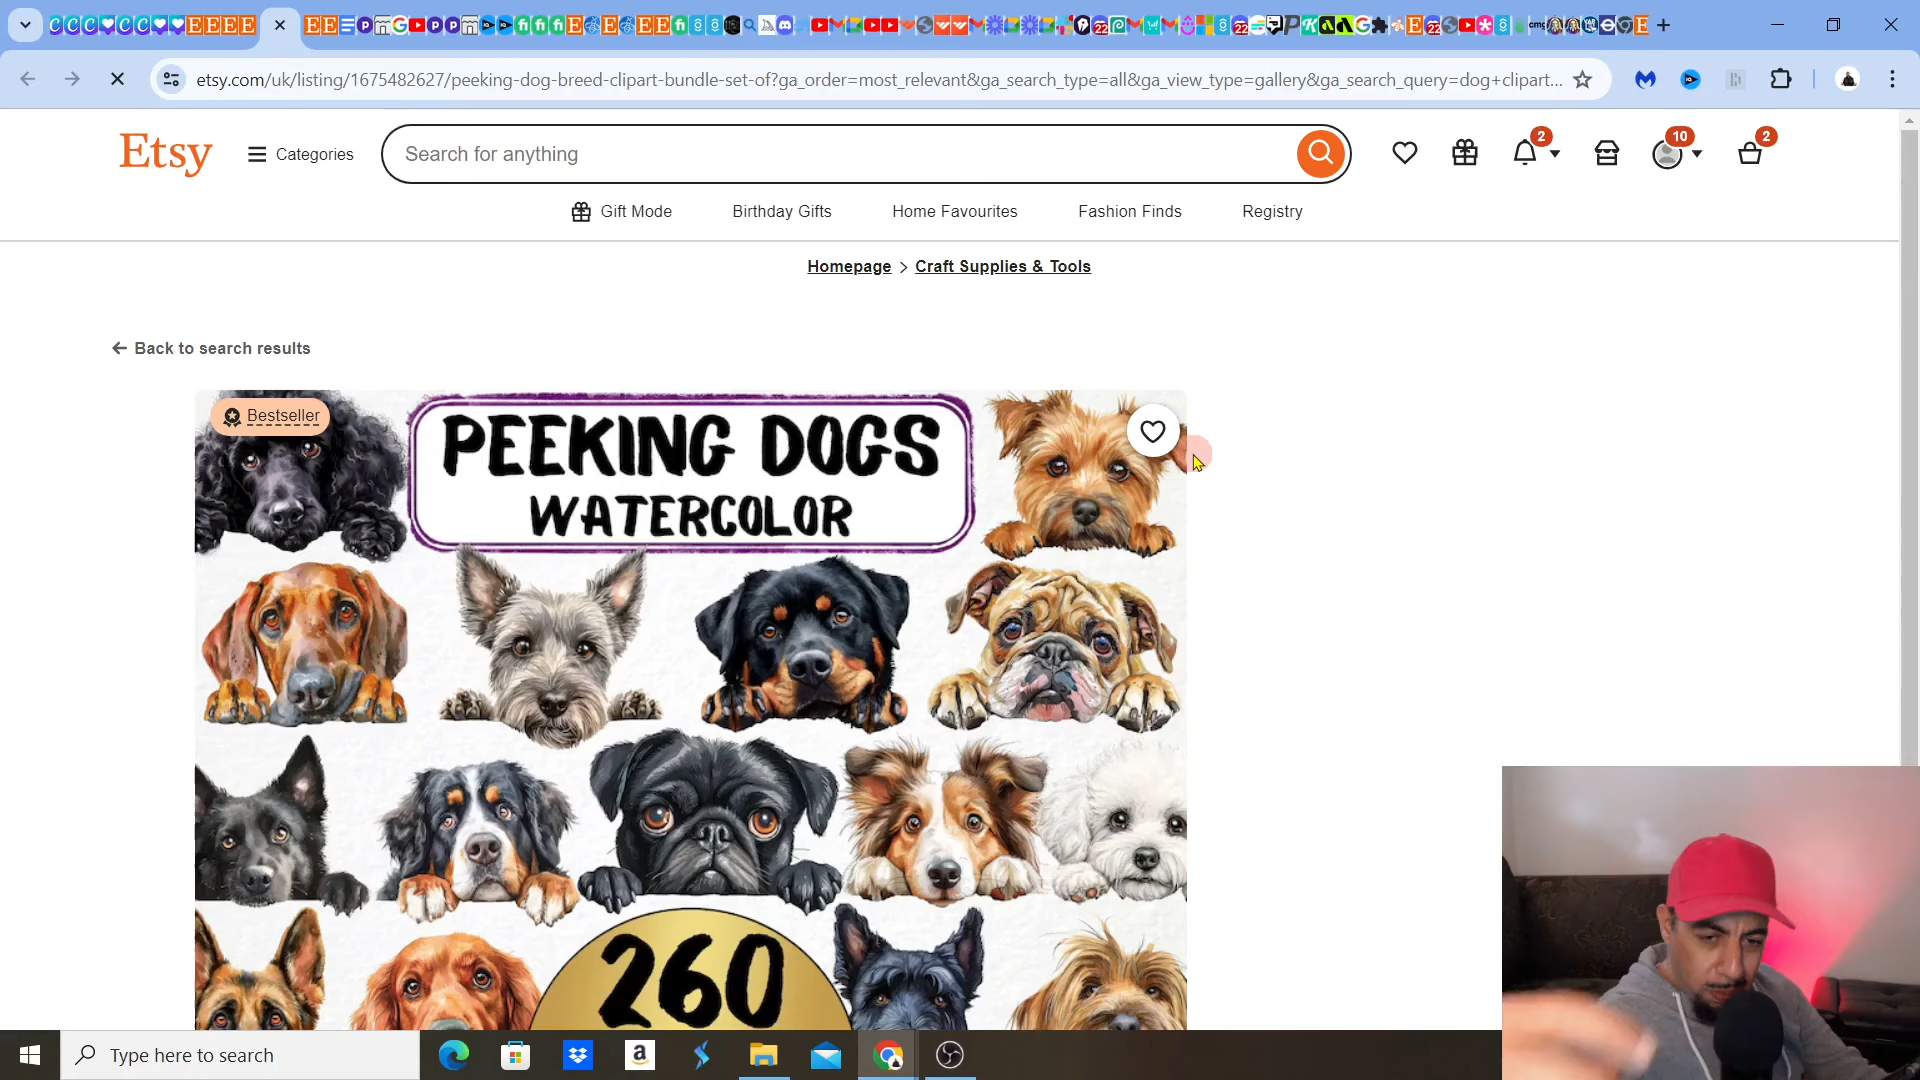 etsy.com/uk/listing/1675482627/peeking-dog-breed-clipart-bundle-set-of?ga_order=most_relevant&ga_search_type=all&ga_view_type=gallery&ga_search_query=dog+clipart...
Etsy
Categories
Search for anything
2
10
2
Gift Mode
Birthday Gifts
Home Favourites
Fashion Finds
Registry
Homepage > Craft Supplies & Tools
Back to search results
Bestseller
PEEKING DOGS
WATERCOLOR
260
Type here to search